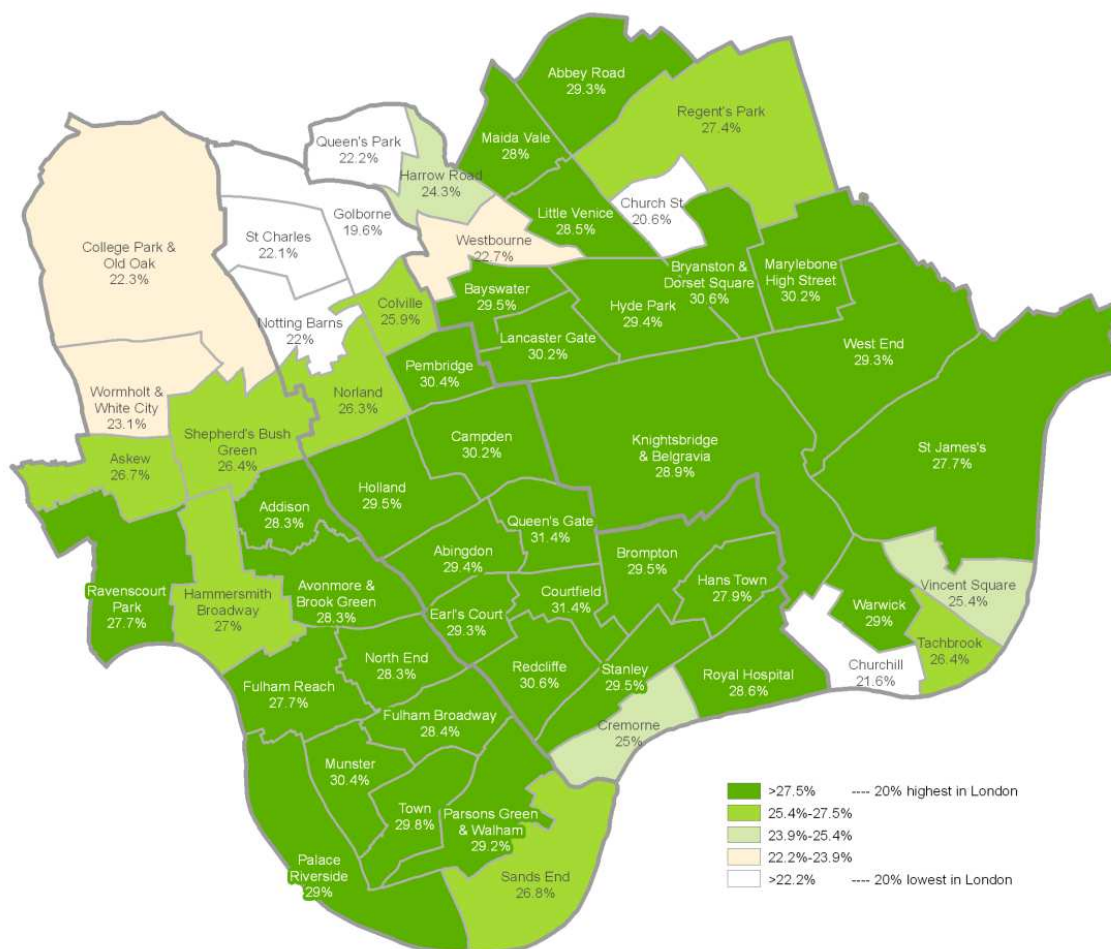 Abbey Road
29.3%
Regent's Park
27.4%
Queen's Park
22.2%
Maida Vale
28%
Harrow Road
24.3%
Church St
20.6%
Golborne
19.6%
Little Venice
28.5%
St Charles
22.1%
College Park &
Old Oak
22.3%
Westbourne
22.7%
Bryanston &
Dorset Square
30.6%
Marylebone
High Street
30.2%
Bayswater
29.5%
Hyde Park
29.4%
Colville
25.9%
Notting Barns
22%
Lancaster Gate
30.2%
West End
29.3%
Pembridge
30.4%
Wormholt &
White City
23.1%
Norland
26.3%
Shepherd's Bush
Green
26.4%
Campden
30.2%
Knightsbridge
& Belgravia
28.9%
St James's
27.7%
Askew
26.7%
Holland
29.5%
Addison
28.3%
Queen's Gate
31.4%
Abingdon
29.4%
Brompton
29.5%
Hans Town
27.9%
Vincent Square
25.4%
Ravenscourt
Park
27.7%
Hammersmith
Broadway
27%
Avonmore &
Brook Green
28.3%
Courtfield
31.4%
Earl's Court
29.3%
Warwick
29%
Tachbrook
26.4%
Churchill
21.6%
North End
28.3%
Redcliffe
30.6%
Stanley
29.5%
Royal Hospital
28.6%
Fulham Reach
27.7%
Fulham Broadway
28.4%
Cremorne
25%
Munster
30.4%
Town
29.8%
Parsons Green
& Walham
29.2%
Palace
Riverside
29%
Sands End
26.8%
>27.5% ---- 20% highest in London
25.4%-27.5%
23.9%-25.4%
22.2%-23.9%
>22.2% ---- 20% lowest in London